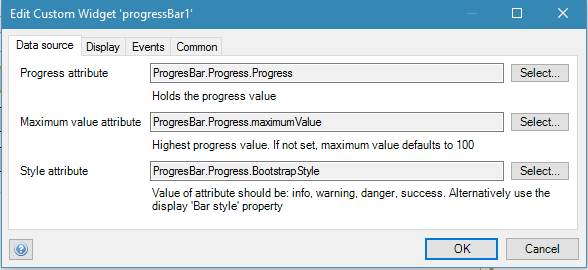 Edit Custom Widget 'progressBar1'
Data source Display Events Common
Progress attribute ProgresBar.Progress.Progress Select...
Holds the progress value
Maximum value attribute ProgresBar.Progress.maximumValue Select...
Highest progress value. If not set, maximum value defaults to 100
Style attribute ProgresBar.Progress.BootstrapStyle Select...
Value of attribute should be: info, warning, danger, success. Alternatively use the
display 'Bar style' property
? OK Cancel